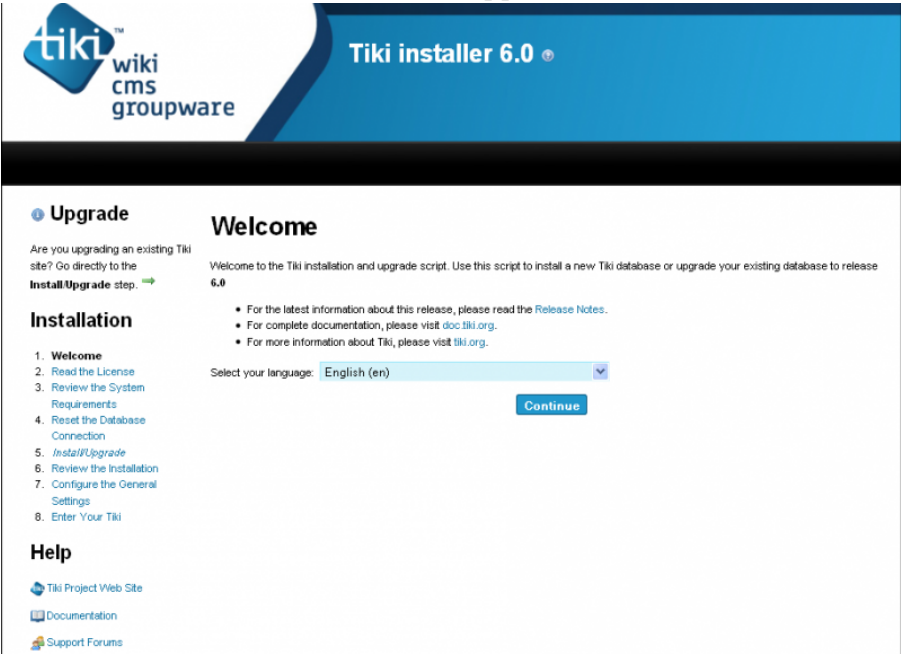 tiki™
wiki
cms
groupware
Tiki installer 6.0
Upgrade
Are you upgrading an existing Tiki
site? Go directly to the
Install/Upgrade step.
Installation
1. Welcome
2. Read the License
3. Review the System
Requirements
4. Reset the Database
Connection
5. Install/Upgrade
6. Review the Installation
7. Configure the General
Settings
8. Enter Your Tiki
Help
Tiki Project Web Site
Documentation
Support Forums
Welcome
Welcome to the Tiki installation and upgrade script. Use this script to install a new Tiki database or upgrade your existing database to release
6.0
• For the latest information about this release, please read the Release Notes.
• For complete documentation, please visit doc.tiki.org.
• For more information about Tiki, please visit tiki.org.
Select your language: English (en)
Continue